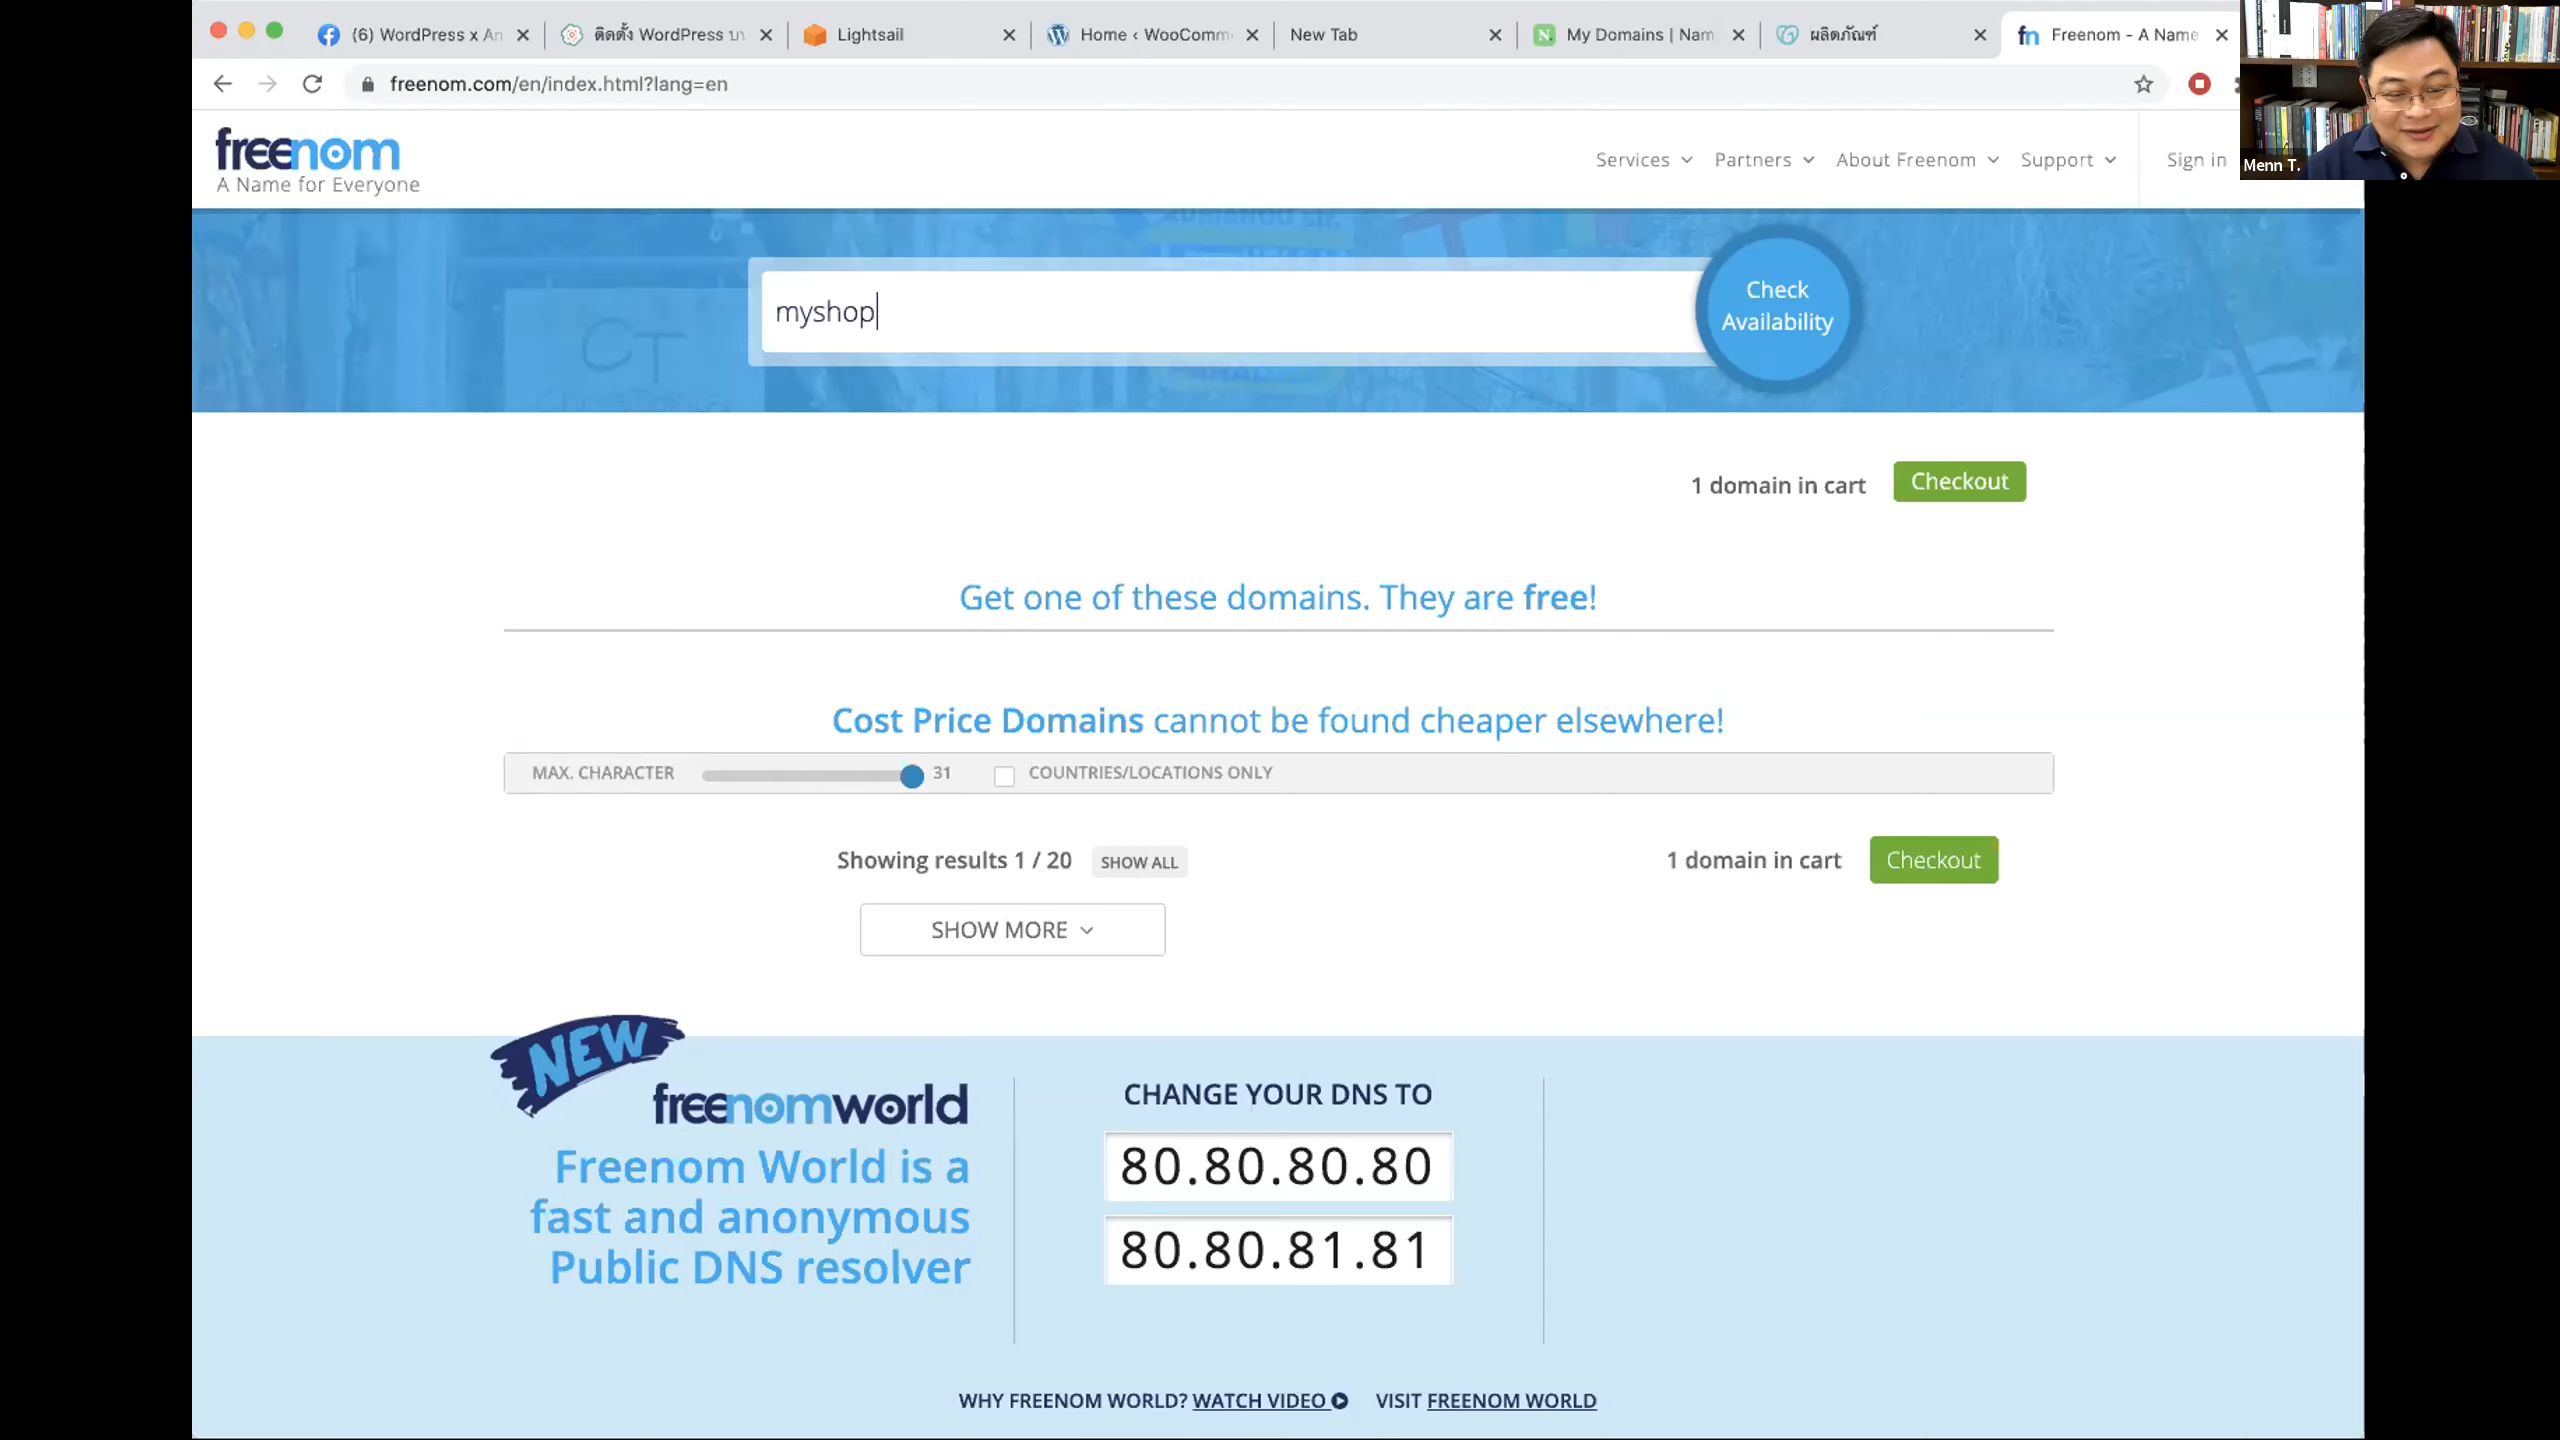 (6) WordPress x An
ติดตั้ง WordPress บน
Lightsail
Home ‹ WooComm
New Tab
My Domains | Nam
ผลิตภัณฑ์
Freenom - A Name
freenom.com/en/index.html?lang=en
Menn T.
freenom
A Name for Everyone
Services
Partners
About Freenom
Support
Sign in
myshop
Check
Availability
CT
1 domain in cart
Checkout
Get one of these domains. They are free!
Cost Price Domains cannot be found cheaper elsewhere!
MAX. CHARACTER
31
COUNTRIES/LOCATIONS ONLY
Showing results 1 / 20
SHOW ALL
1 domain in cart
Checkout
SHOW MORE
NEW
freenomworld
Freenom World is a
fast and anonymous
Public DNS resolver
CHANGE YOUR DNS TO
80.80.80.80
80.80.81.81
WHY FREENOM WORLD? WATCH VIDEO
VISIT FREENOM WORLD